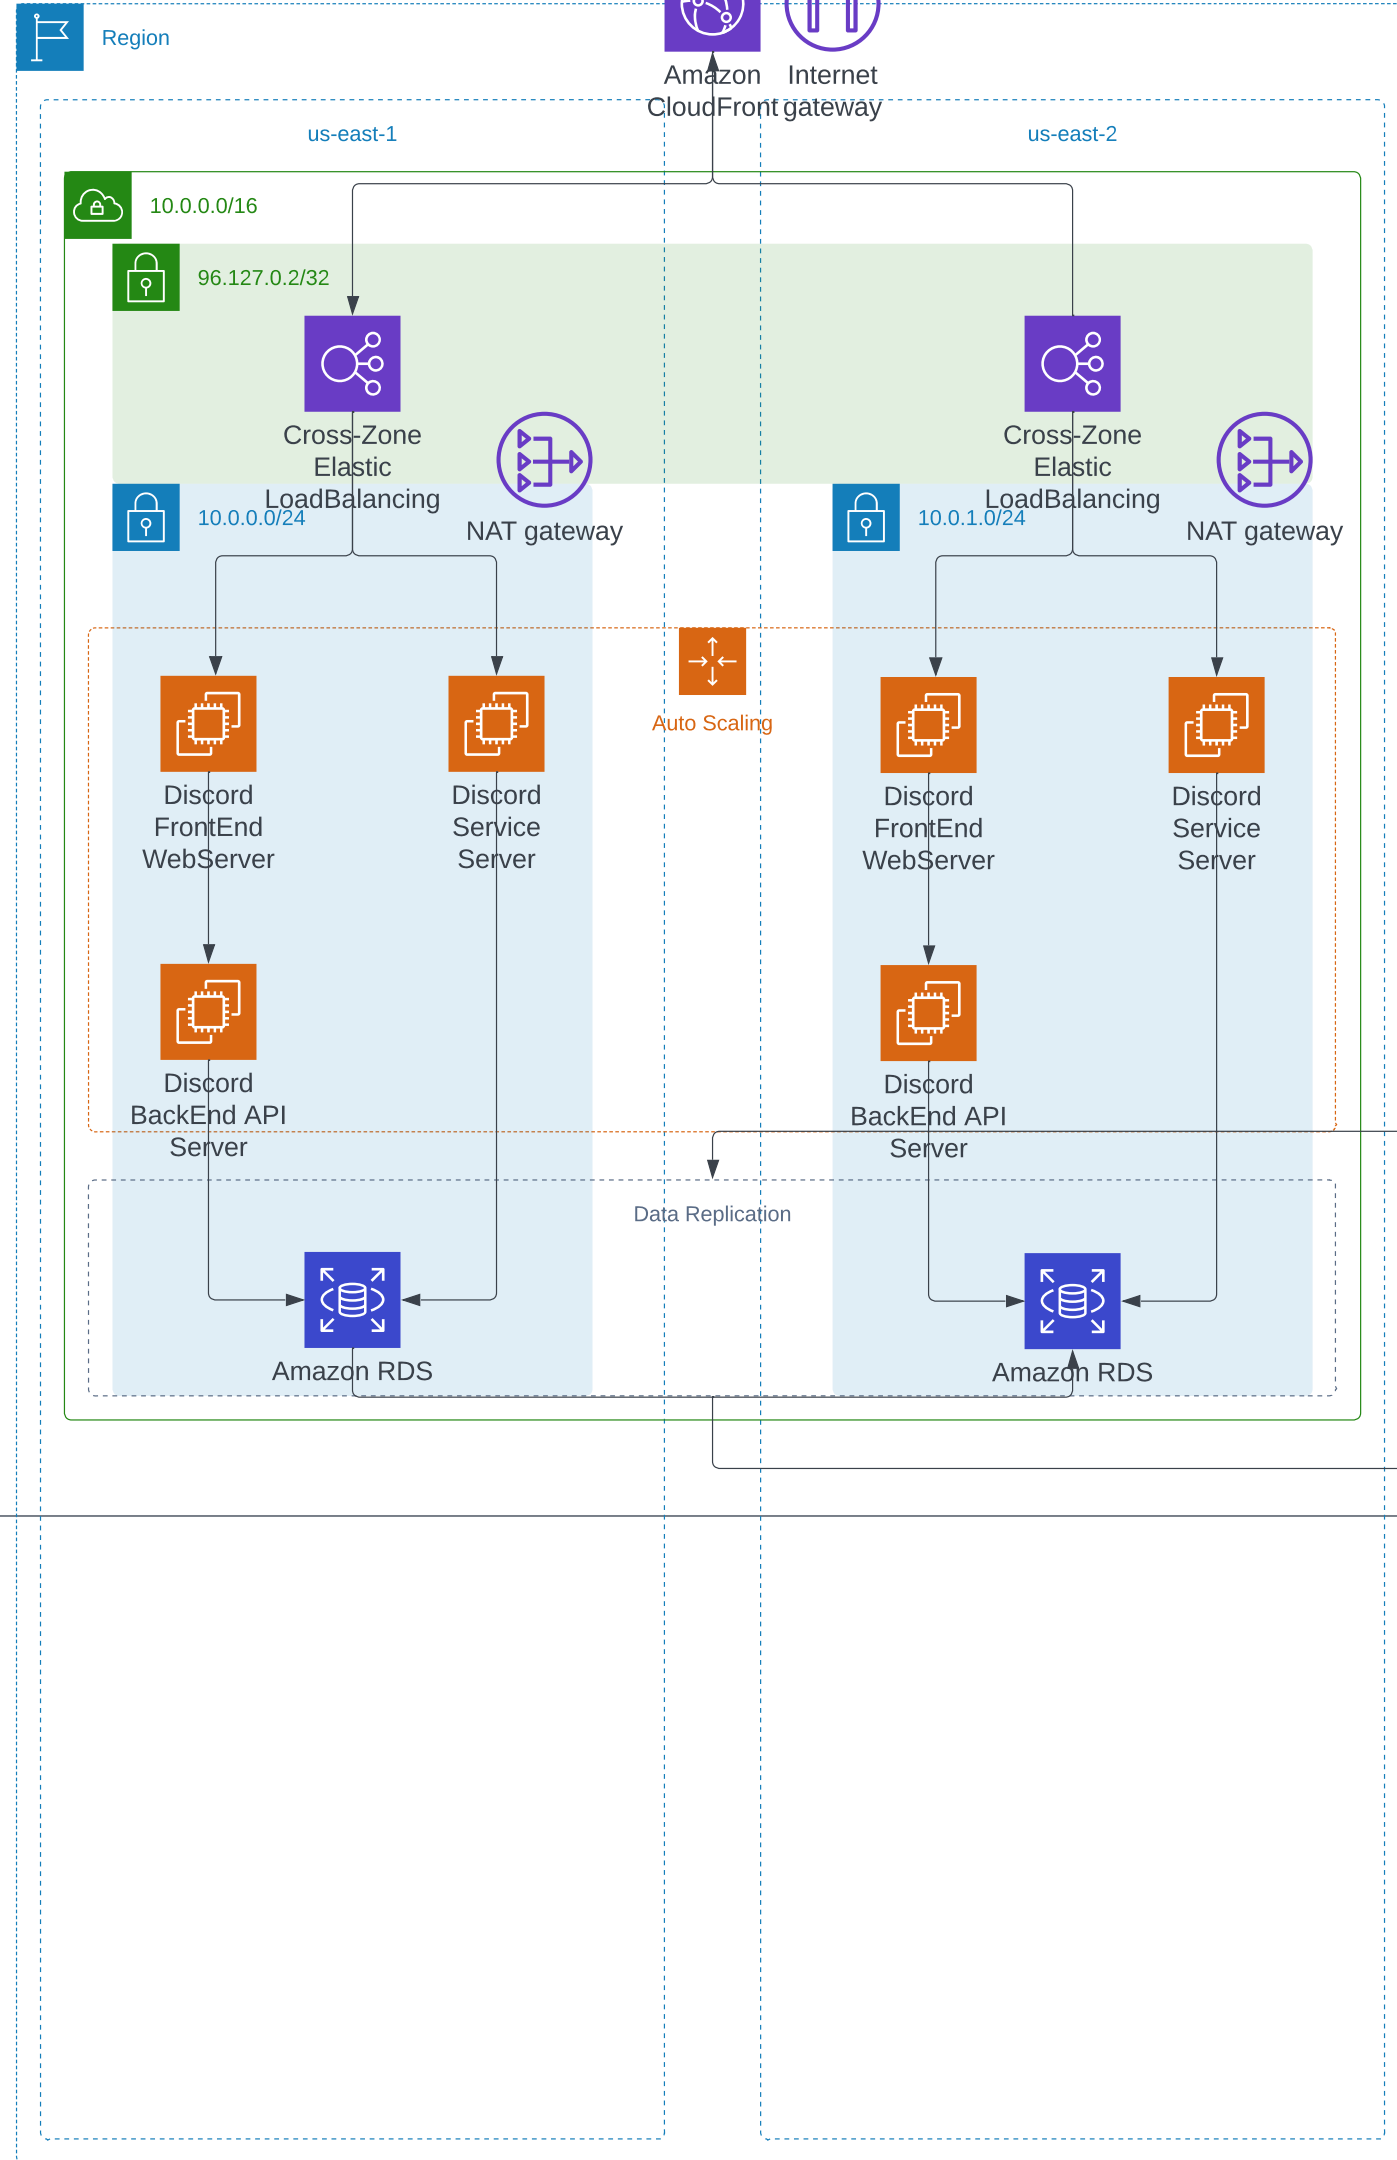 Region
Amazon
CloudFront
Internet
gateway
us-east-1
us-east-2
10.0.0.0/16
96.127.0.2/32
Cross-Zone
Elastic
LoadBalancing
NAT gateway
Cross-Zone
Elastic
LoadBalancing
NAT gateway
10.0.0.0/24
10.0.1.0/24
Auto Scaling
Discord
FrontEnd
WebServer
Discord
Service
Server
Discord
FrontEnd
WebServer
Discord
Service
Server
Discord
BackEnd API
Server
Discord
BackEnd API
Server
Data Replication
Amazon RDS
Amazon RDS